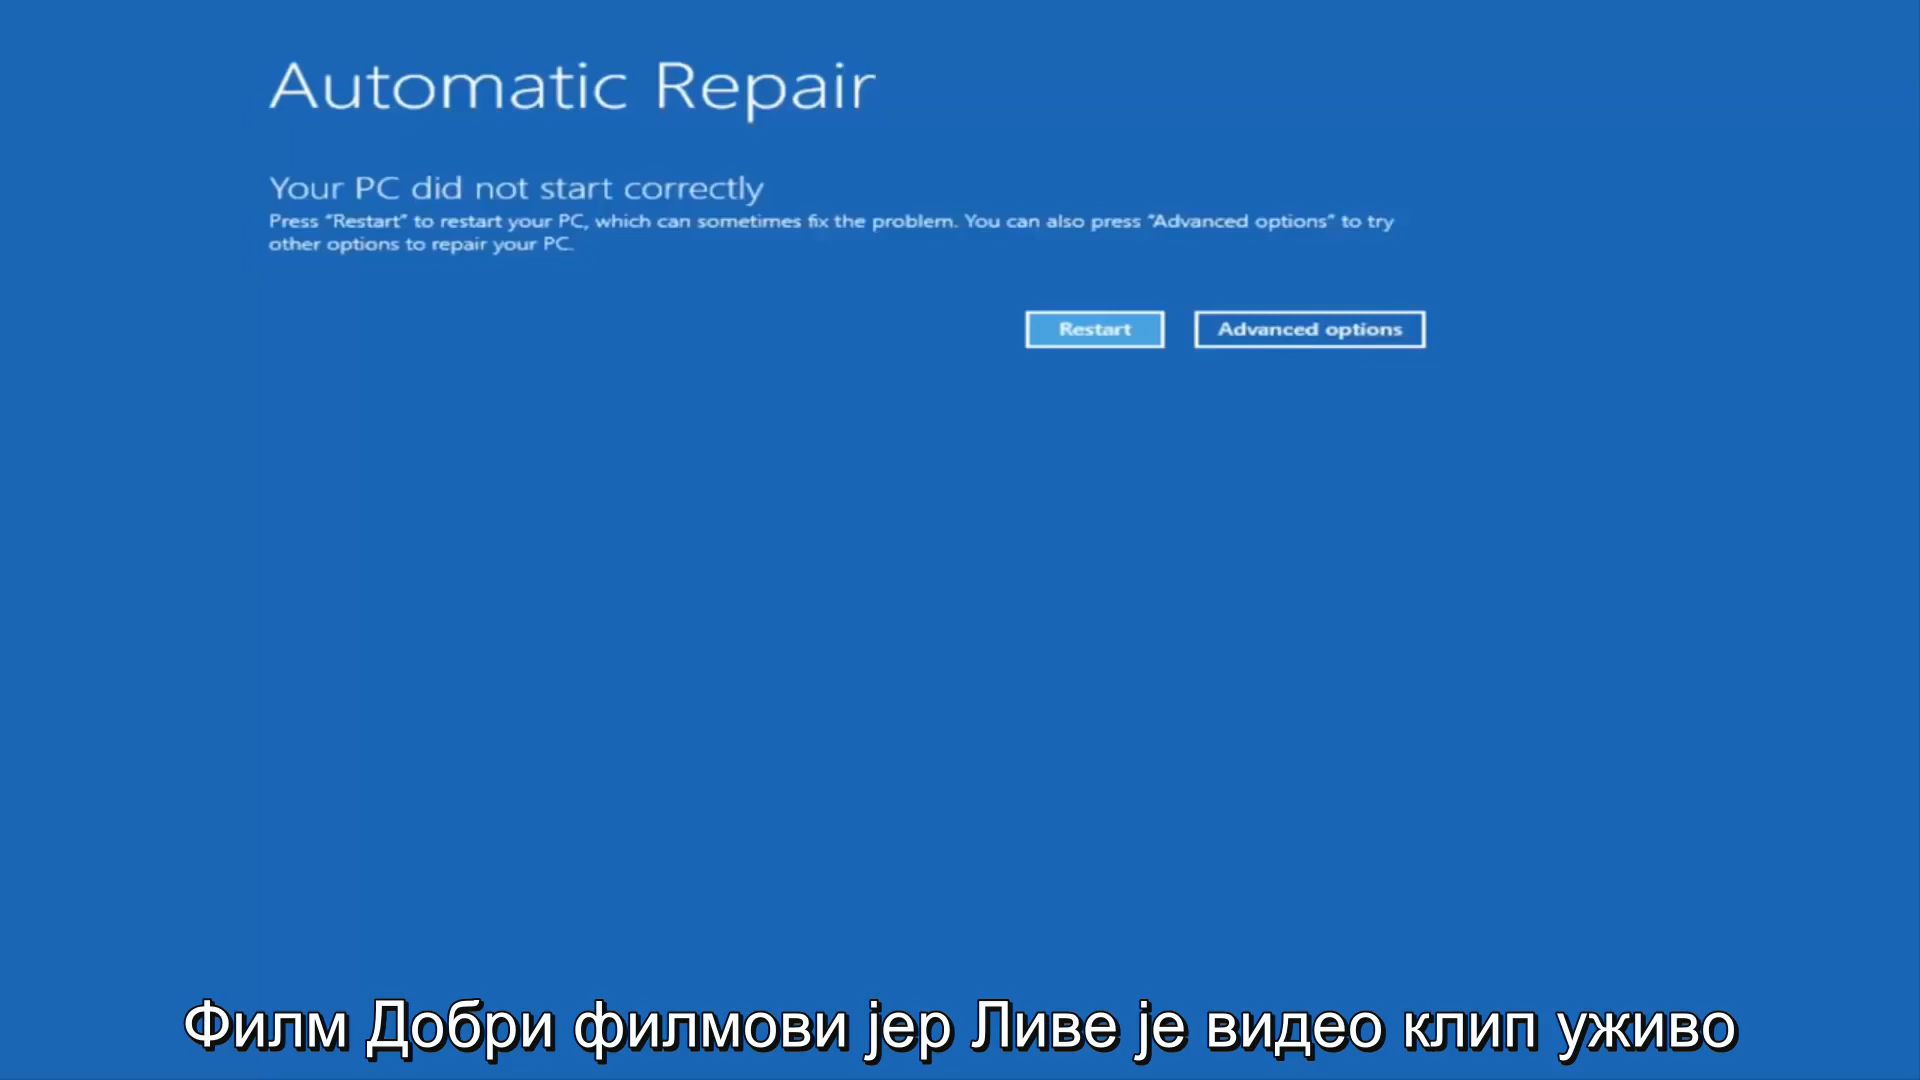 Automatic Repair
Your PC did not start correctly
Press “Restart” to restart your PC, which can sometimes fix the problem. You can also press “Advanced options” to try
other options to repair your PC.
Restart
Advanced options
Филм Добри филмови јер Ливе је видео клип уживо